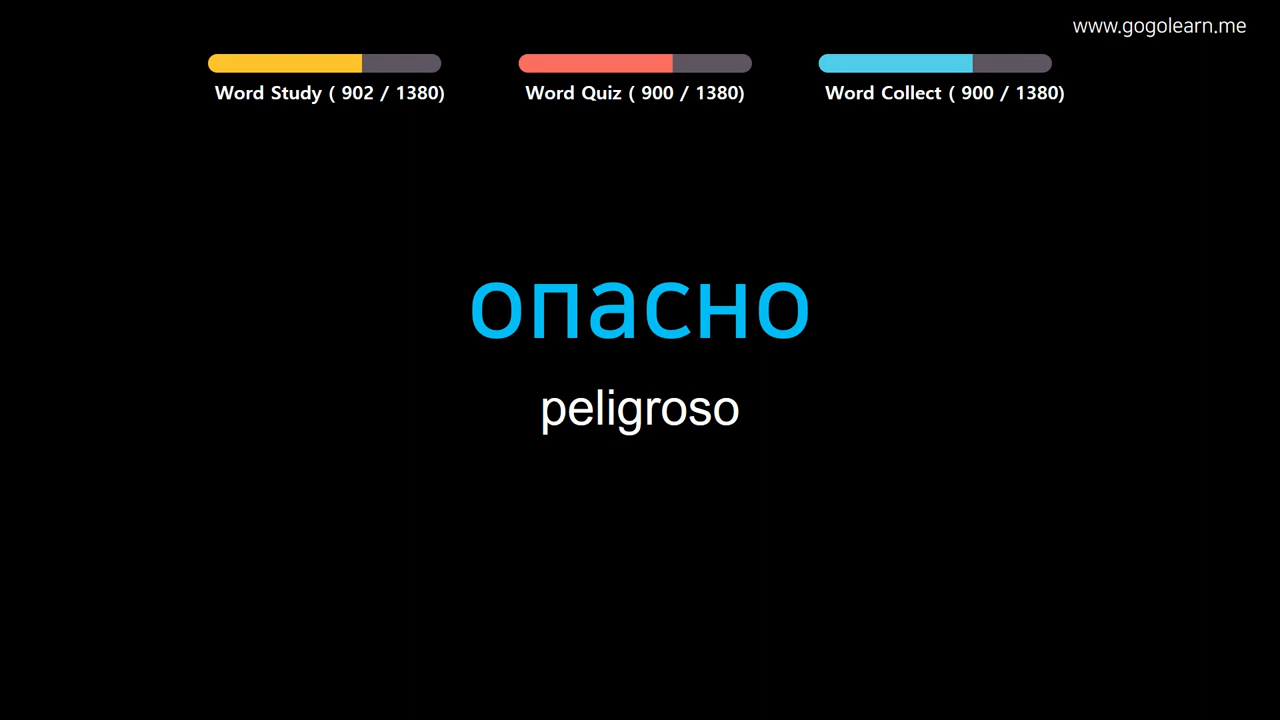 www.gogolearn.me
Word Study ( 902 / 1380)
Word Quiz ( 900 / 1380)
Word Collect ( 900 / 1380)
опасно
peligroso